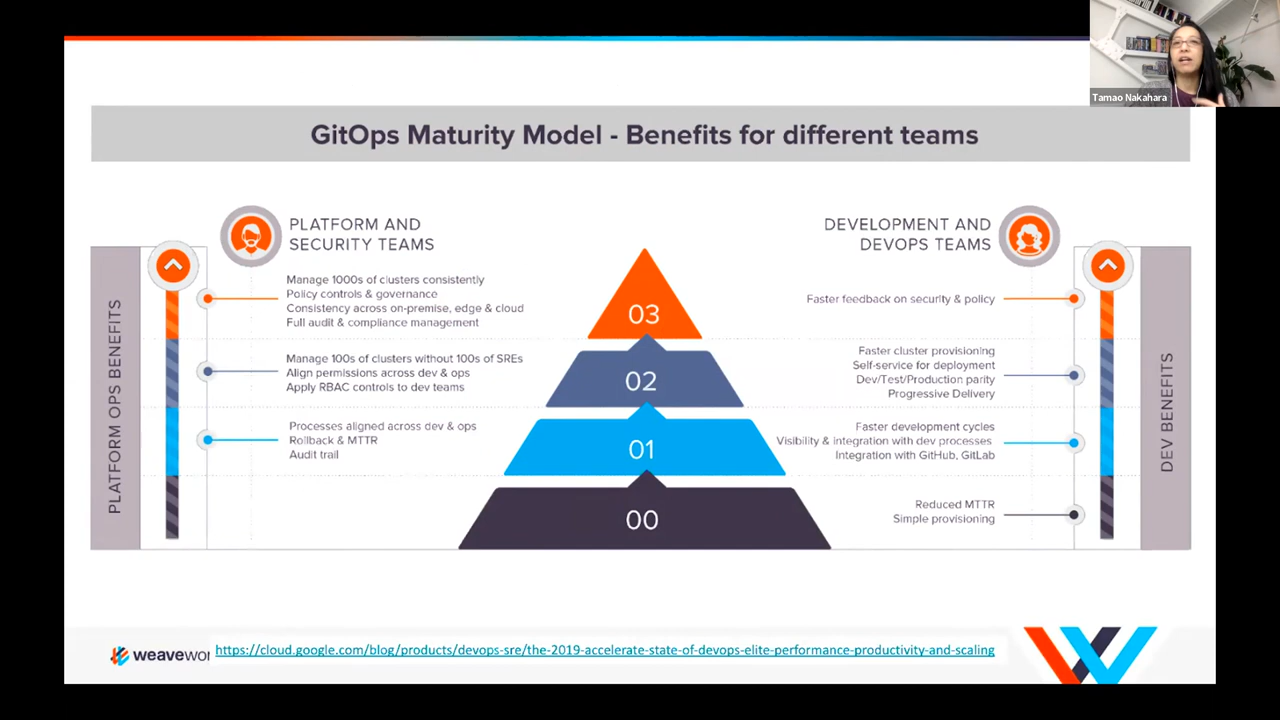 Tamao Nakahara
GitOps Maturity Model - Benefits for different teams
PLATFORM AND
SECURITY TEAMS
DEVELOPMENT AND
DEVOPS TEAMS
PLATFORM OPS BENEFITS
Manage 1000s of clusters consistently
Policy controls & governance
Consistency across on-premise, edge & cloud
Full audit & compliance management
Manage 100s of clusters without 100s of SREs
Align permissions across dev & ops
Apply RBAC controls to dev teams
Processes aligned across dev & ops
Rollback & MTTR
Audit trail
03
02
01
00
Faster feedback on security & policy
Faster cluster provisioning
Self-service for deployment
Dev/Test/Production parity
Progressive Delivery
Faster development cycles
Visibility & integration with dev processes
Integration with GitHub, GitLab
Reduced MTTR
Simple provisioning
DEV BENEFITS
weavewor
https://cloud.google.com/blog/products/devops-sre/the-2019-accelerate-state-of-devops-elite-performance-productivity-and-scaling